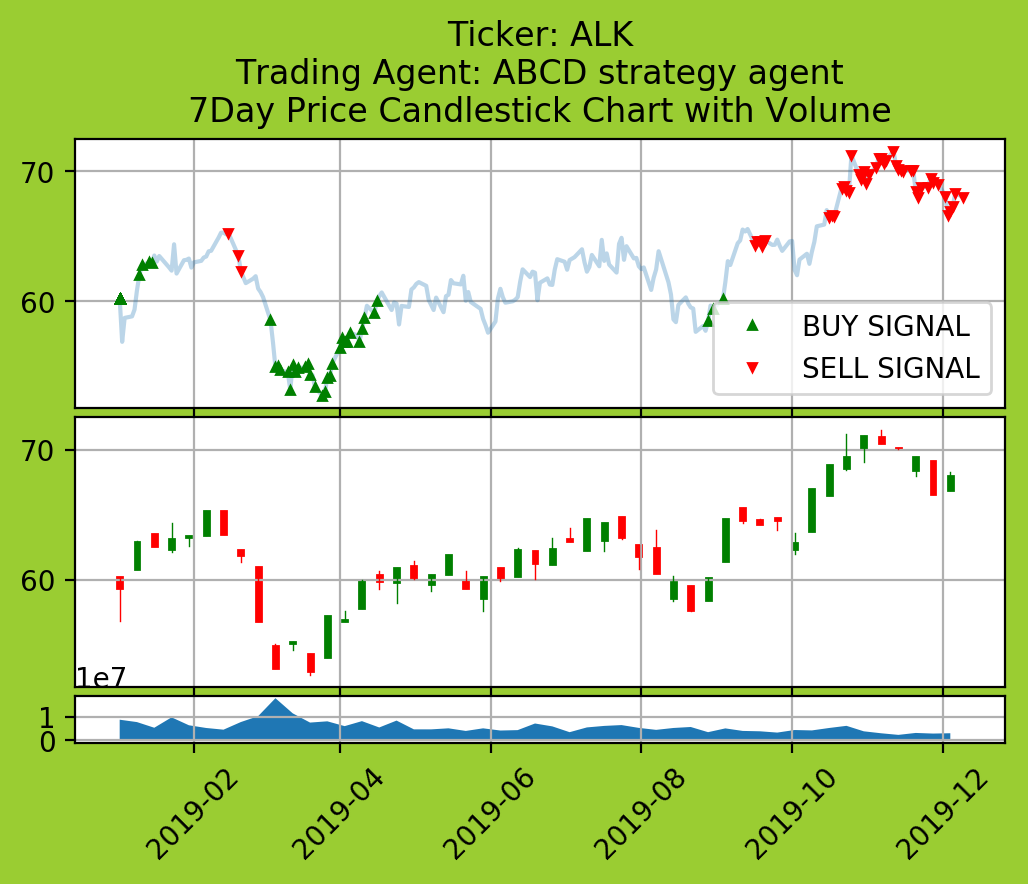 Ticker: ALK
Trading Agent: ABCD strategy agent
7Day Price Candlestick Chart with Volume
70
60
BUY SIGNAL
SELL SIGNAL
70
60
1e7
1
0
2019-02
2019-04
2019-06
2019-08
2019-10
2019-12